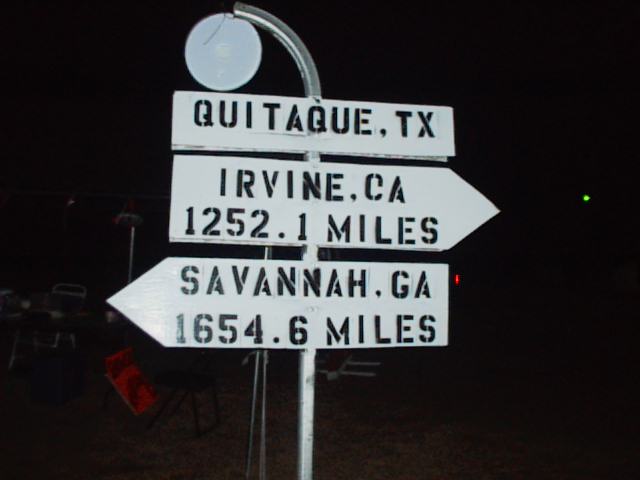 QUITAQUE, TX
IRVINE, CA
1252.1 MILES
SAVANNAH, GA
1654.6 MILES